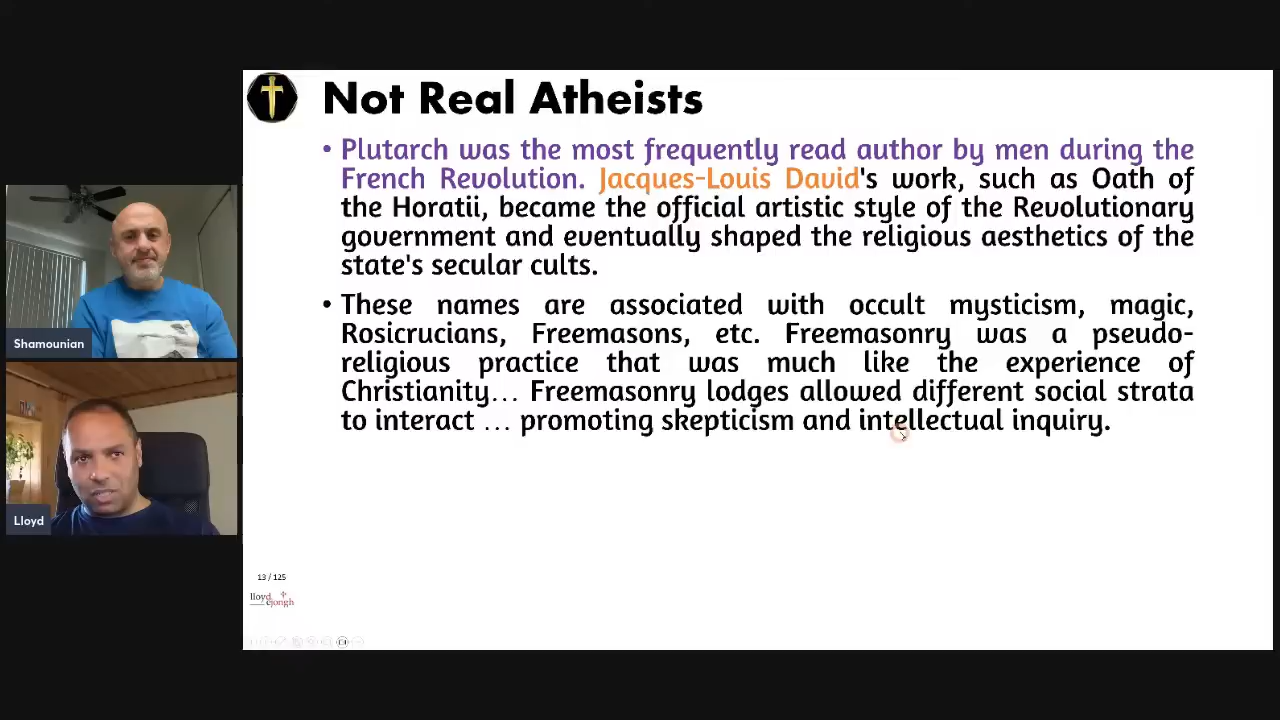 Not Real Atheists
• Plutarch was the most frequently read author by men during the
French Revolution. Jacques-Louis David's work, such as Oath of
the Horatii, became the official artistic style of the Revolutionary
government and eventually shaped the religious aesthetics of the
state's secular cults.
• These names are associated with occult mysticism, magic,
Rosicrucians, Freemasons, etc. Freemasonry was a pseudo-
religious practice that was much like the experience of
Christianity... Freemasonry lodges allowed different social strata
to interact ... promoting skepticism and intellectual inquiry.
Shamounian
Lloyd
13 / 125
lloyd
dejongh